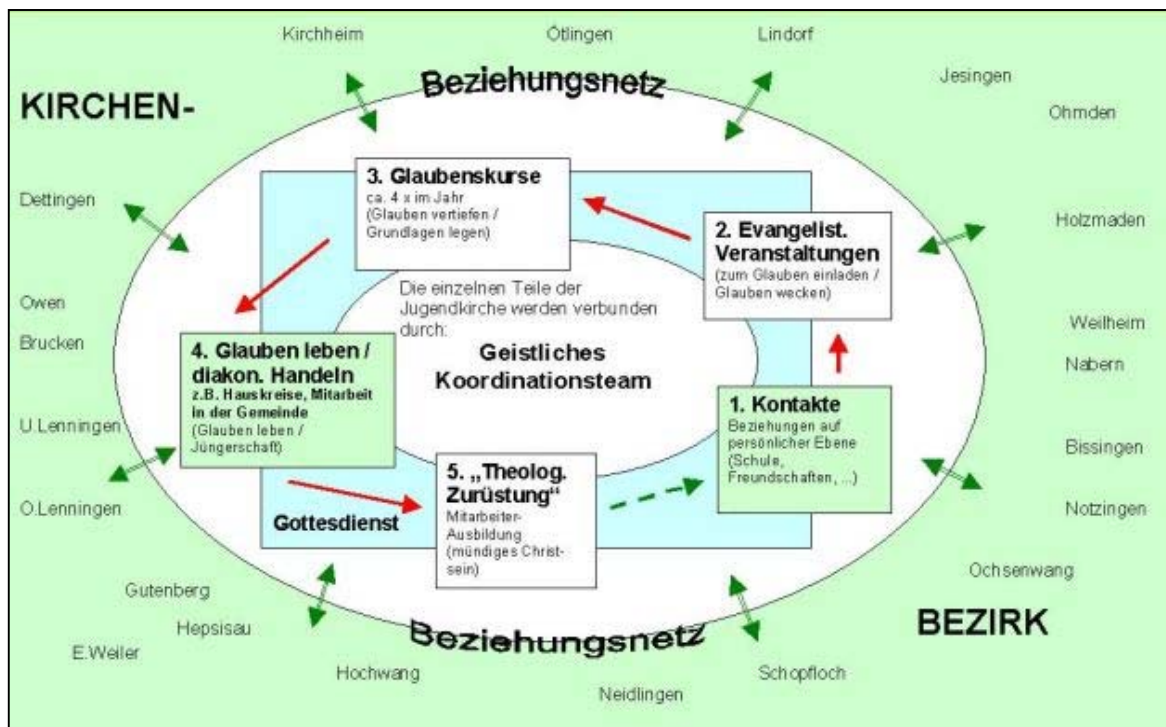 Kirchheim
Ötlingen
Lindorf
Beziehungsnetz
Jesingen
KIRCHEN-
Ohmden
3. Glaubenskurse
ca. 4 x im Jahr
(Glauben vertiefen /
Grundlagen legen)
Dettingen
2. Evangelist.
Veranstaltungen
(zum Glauben einladen /
Glauben wecken)
Holzmaden
Die einzelnen Teile der
Jugendkirche werden verbunden
durch:
Geistliches
Koordinationsteam
Owen
Brucken
Weilheim
Nabern
4. Glauben leben /
diakon. Handeln
z.B. Hauskreise, Mitarbeit
in der Gemeinde
(Glauben leben /
Jüngerschaft)
1. Kontakte
Beziehungen auf
persönlicher Ebene
(Schule,
Freundschaften, ...)
U.Lenningen
Bissingen
5. „Theolog.
Zurüstung“
Mitarbeiter-
Ausbildung
(mündiges Christ-
sein)
O.Lenningen
Gottesdienst
Notzingen
Ochsenwang
Gutenberg
Hepsisau
E.Weiler
BEZIRK
Beziehungsnetz
Hochwang
Schopfloch
Neidlingen